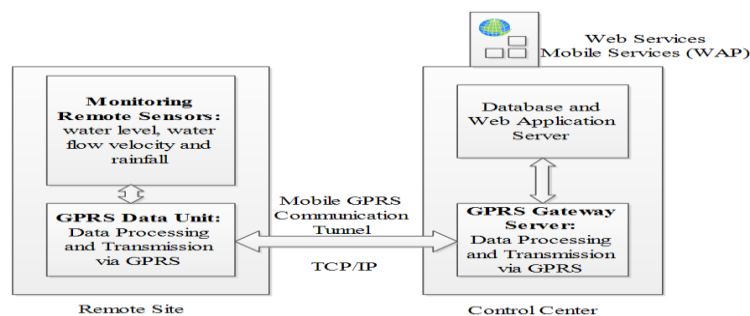 Web Services
Mobile Services (WAP)
Monitoring
Remote Sensors:
water level, water
flow velocity and
rainfall
GPRS Data Unit:
Data Processing
and Transmission
via GPRS
Remote Site
Mobile GPRS
Communication
Tunnel
TCP/IP
Database and
Web Application
Server
GPRS Gateway
Server:
Data Processing
and Transmission
via GPRS
Control Center